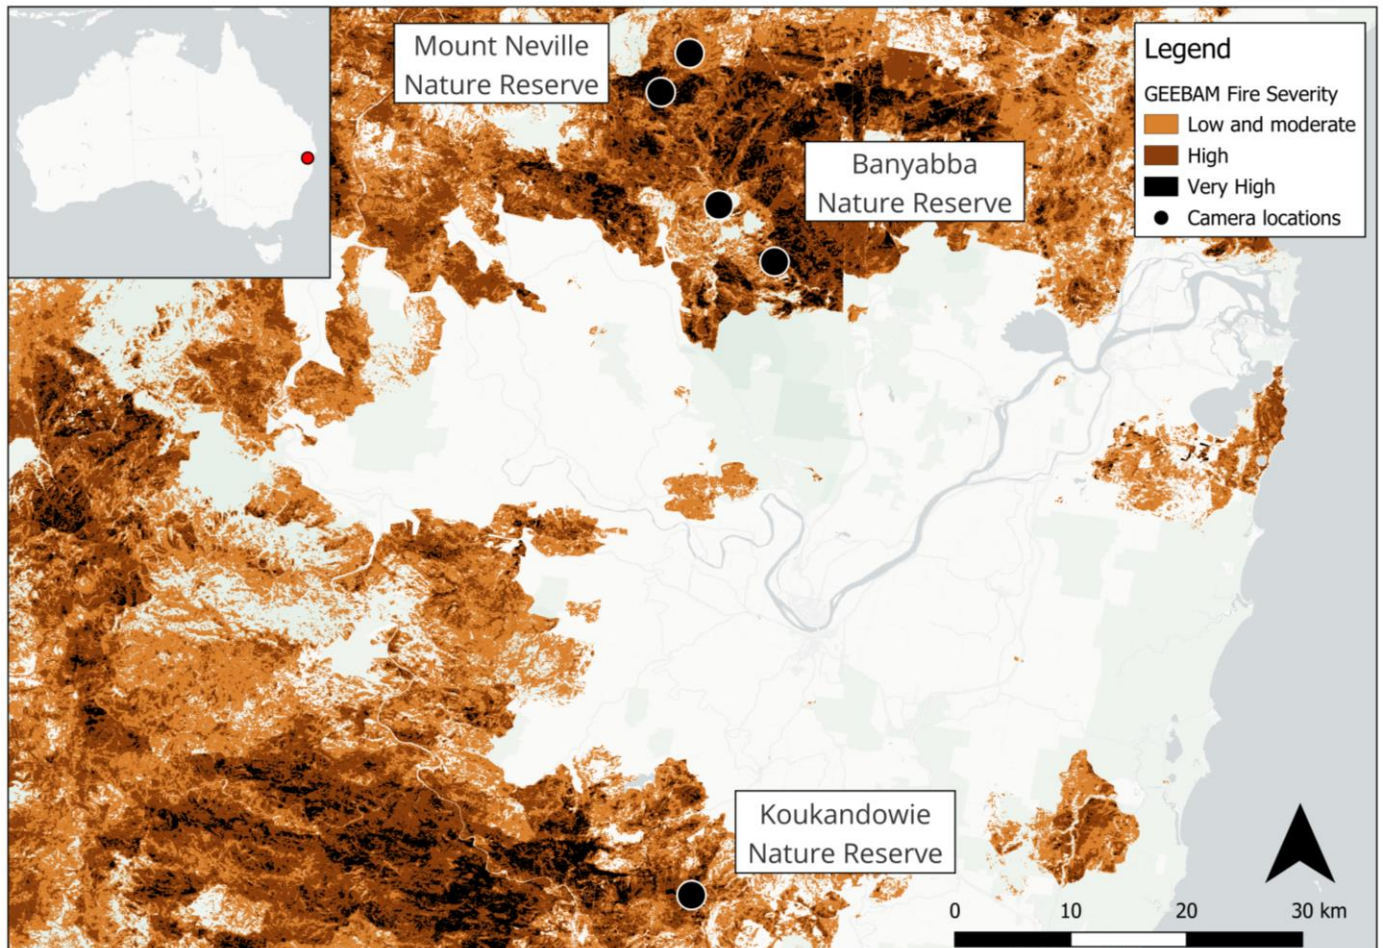 Mount Neville
Nature Reserve
Banyabba
Nature Reserve
Koukandowie
Nature Reserve
Legend
GEEBAM Fire Severity
Low and moderate
High
Very High
Camera locations
0 10 20 30 km